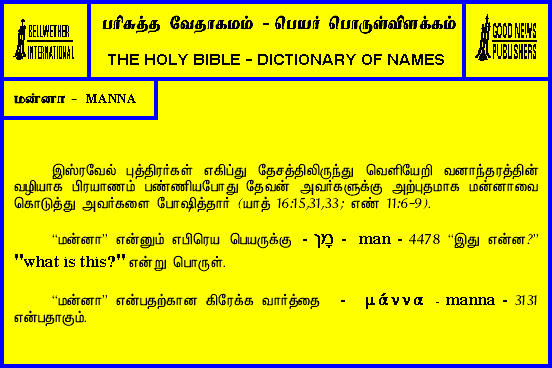 BELLWETHER
INTERNATIONAL
பரிசுத்த வேதாகமம் - பெயர் பொருள்விளக்கம்
THE HOLY BIBLE - DICTIONARY OF NAMES
GOOD NEWS
PUBLISHERS
மன்னா - MANNA
இஸ்ரவேல் புத்திரர்கள் எகிப்து தேசத்திலிருந்து வெளியேறி வனாந்தரத்தின்
வழியாக பிரயாணம் பண்ணியபோது தேவன் அவர்களுக்கு அற்புதமாக மன்னாவை
கொடுத்து அவர்களை போஷித்தார் (யாத் 16:15,31,33; எண் 11:6-9).
"மன்னா" என்னும் எபிரெய பெயருக்கு - מָן - man - 4478 "இது என்ன?"
"what is this?" என்று பொருள்.
"மன்னா" என்பதற்கான கிரேக்க வார்த்தை - μάννα - manna - 3131
என்பதாகும்.